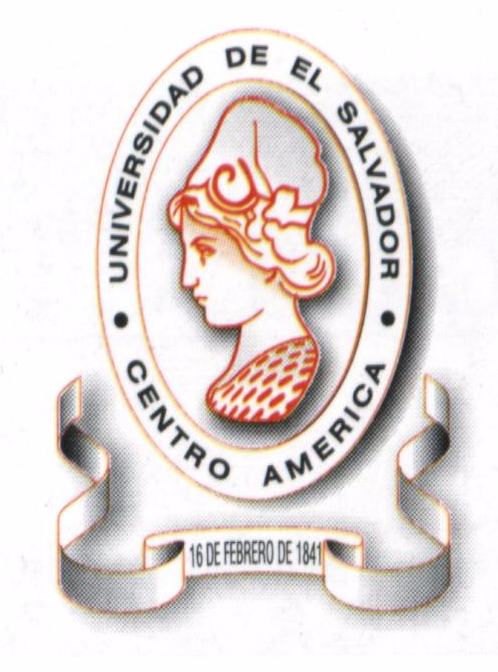 UNIVERSIDAD DE EL SALVADOR
CENTRO AMERICA
16 DE FEBRERO DE 1841